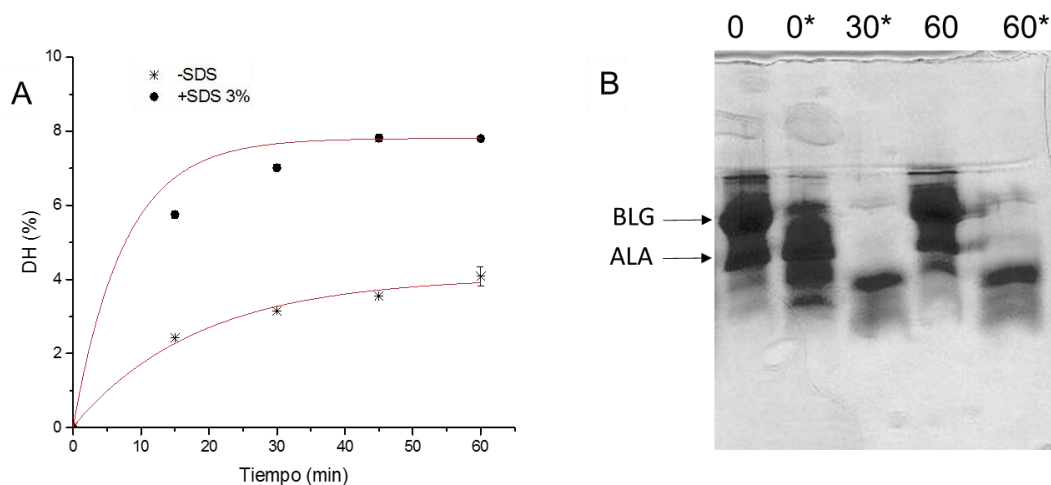 A
DH (%)
10
8
6
4
2
0
-SDS
+SDS 3%
0 10 20 30 40 50 60
Tiempo (min)
B
0 0* 30* 60 60*
BLG
ALA